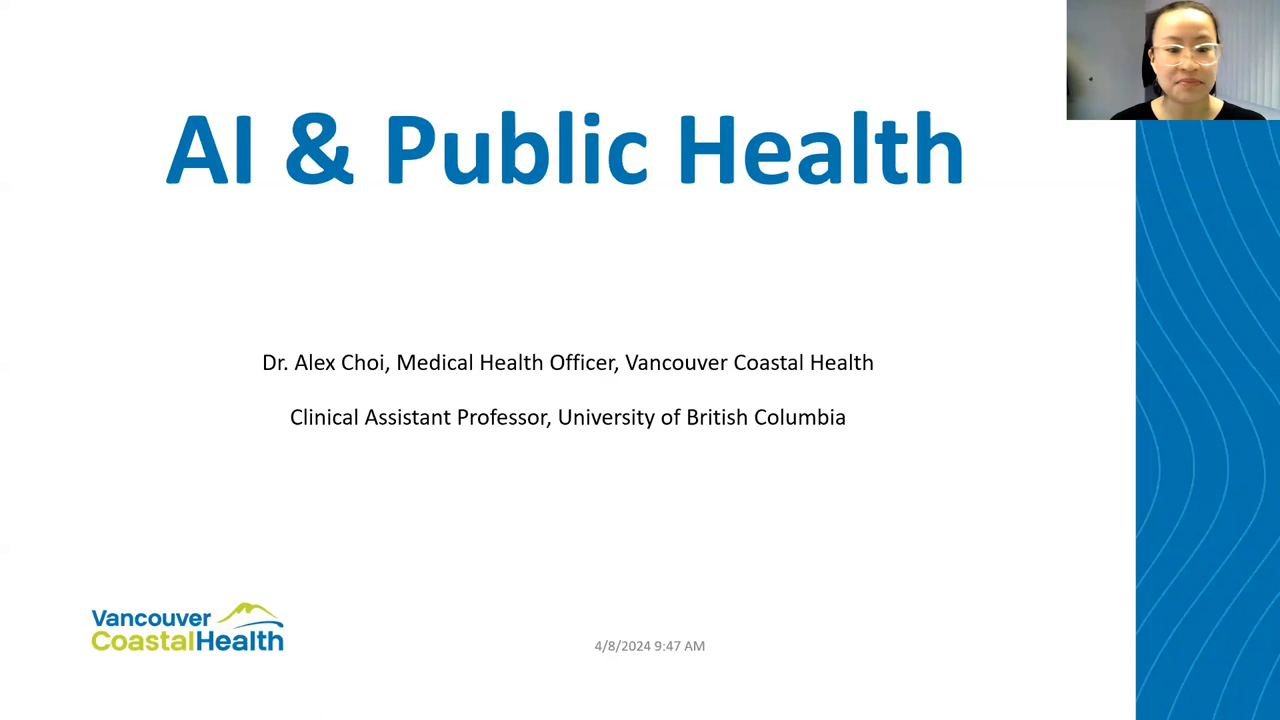 AI & Public Health
Dr. Alex Choi, Medical Health Officer, Vancouver Coastal Health
Clinical Assistant Professor, University of British Columbia
Vancouver
CoastalHealth
4/8/2024 9:47 AM